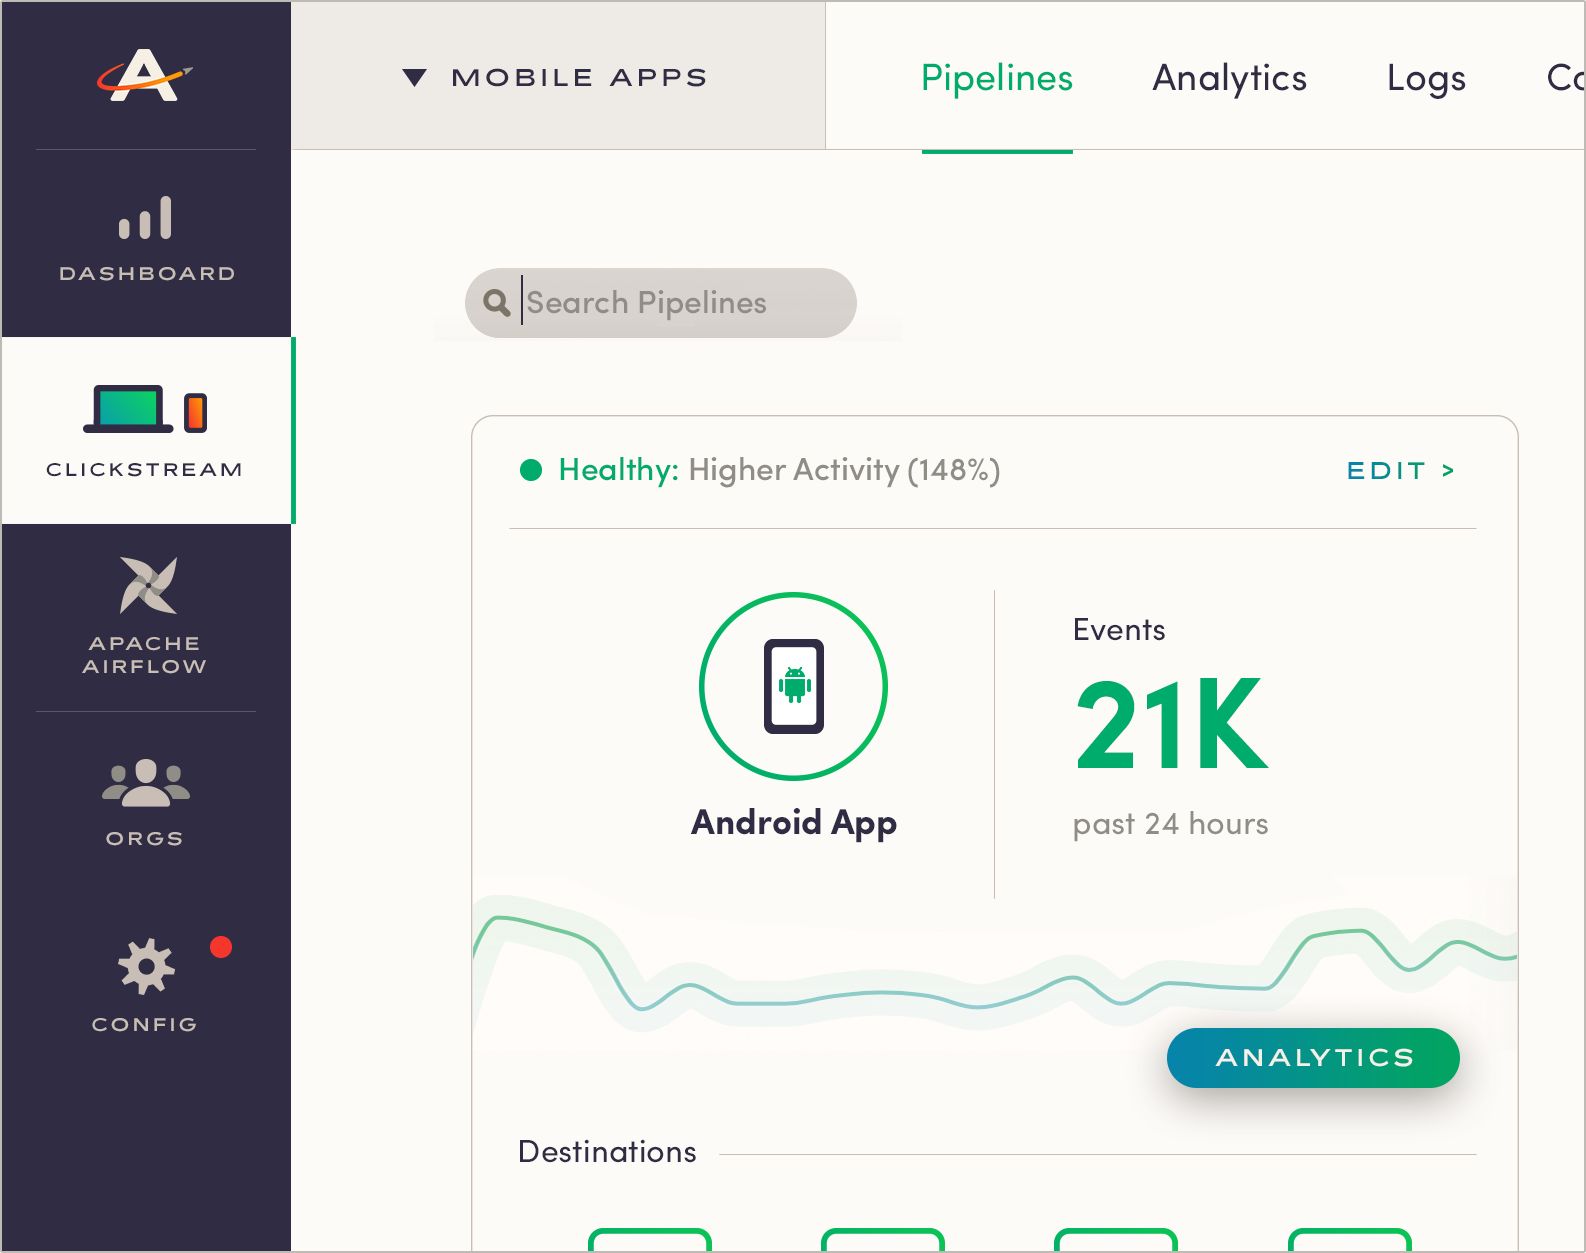 MOBILE APPS
Pipelines
Analytics
Logs
DASHBOARD
Search Pipelines
CLICKSTREAM
Healthy: Higher Activity (148%)
EDIT >
APACHE
AIRFLOW
Events
21K
Android App
past 24 hours
ORGS
CONFIG
ANALYTICS
Destinations